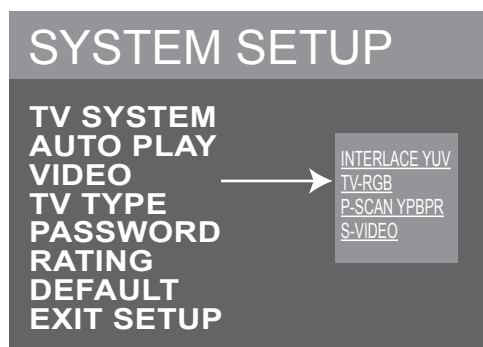 SYSTEM SETUP
TV SYSTEM
AUTO PLAY
VIDEO
TV TYPE
PASSWORD
RATING
DEFAULT
EXIT SETUP
INTERLACE YUV
TV-RGB
P-SCAN YPBPR
S-VIDEO